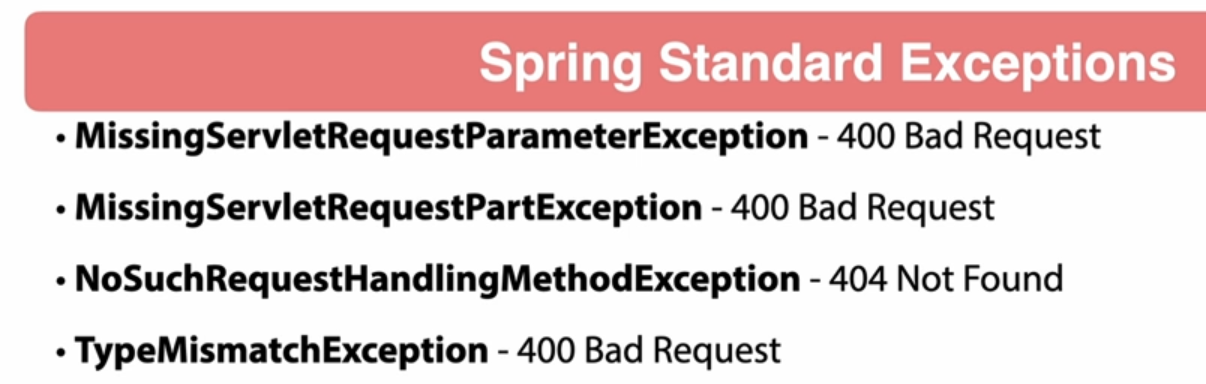 Spring Standard Exceptions
• MissingServletRequestParameterException - 400 Bad Request
• MissingServletRequestPartException - 400 Bad Request
• NoSuchRequestHandlingMethodException - 404 Not Found
• TypeMismatchException - 400 Bad Request